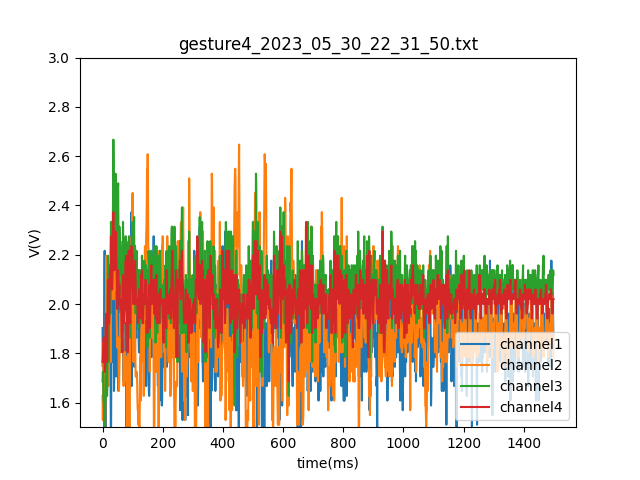 gesture4_2023_05_30_22_31_50.txt
3.0
2.8
2.6
2.4
2.2
2.0
1.8
1.6
V(V)
0 200 400 600 800 1000 1200 1400
time(ms)
channel1
channel2
channel3
channel4